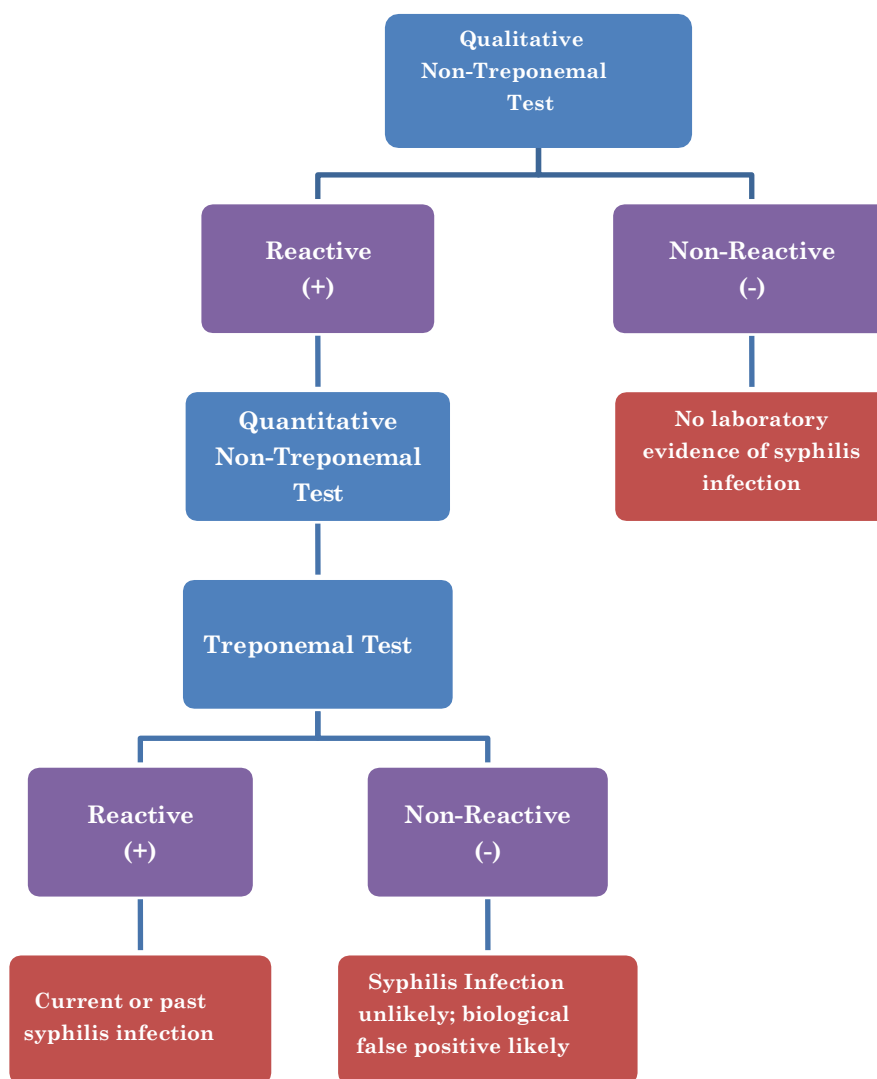 Qualitative
Non-Treponemal
Test
Reactive
(+)
Non-Reactive
(-)
Quantitative
Non-Treponemal
Test
No laboratory
evidence of syphilis
infection
Treponemal Test
Reactive
(+)
Non-Reactive
(-)
Current or past
syphilis infection
Syphilis Infection
unlikely; biological
false positive likely